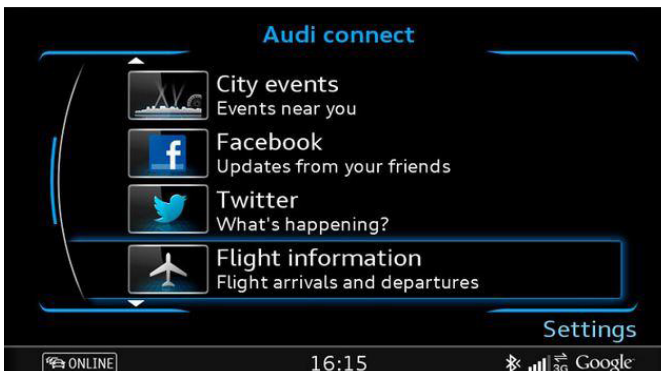 Audi connect
City events
Events near you
f
Facebook
Updates from your friends
Twitter
What's happening?
Flight information
Flight arrivals and departures
Settings
ONLINE
16:15
3G
Google